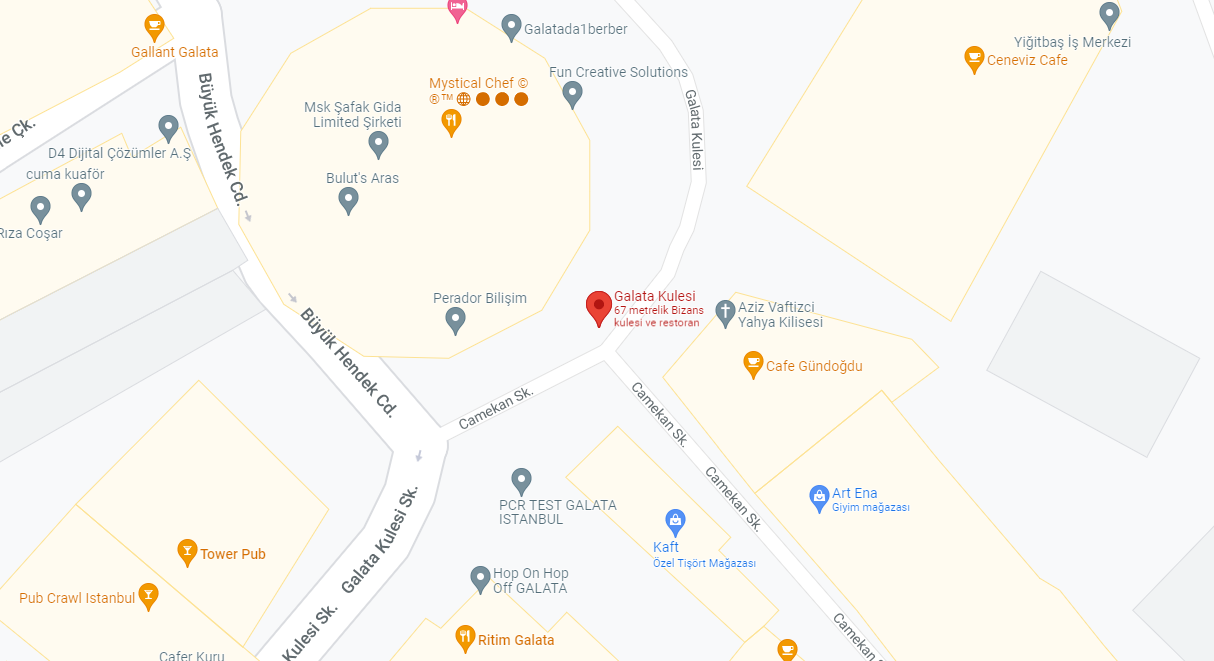 Galatada1berber
Yiğitbaş İş Merkezi
Gallant Galata
Ceneviz Cafe
Fun Creative Solutions
Mystical Chef ©
®™
Büyük Hendek Cd.
Msk Şafak Gida
Limited Şirketi
Galata Kulesi
Çk.
D4 Dijital Çözümler A.Ş
cuma kuaför
Bulut's Aras
Rıza Coşar
Perador Bilişim
Galata Kulesi
67 metrelik Bizans
kulesi ve restoran
Aziz Vaftizci
Yahya Kilisesi
Büyük Hendek Cd.
Cafe Gündoğdu
Camekan Sk.
Camekan Sk.
Camekan Sk.
Art Ena
Giyim mağazası
PCR TEST GALATA
ISTANBUL
Kaft
Özel Tişört Mağazası
Galata Kulesi Sk.
Tower Pub
Hop On Hop
Off GALATA
Pub Crawl Istanbul
Kulesi Sk.
Ritim Galata
Camekan
Cafer Kuru